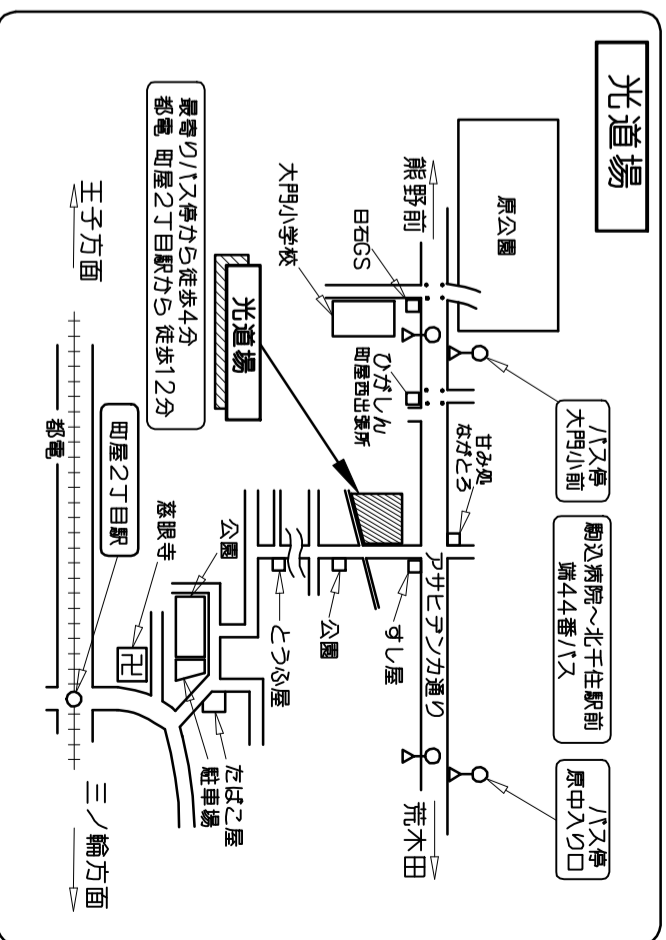 光道場
原公園
バス停
大門小前
駒込病院~北千住駅前
端44番バス
バス停
原中入り口
熊野前
日石GS
大門小学校
ひがしん
町屋西出張所
甘み処
ながとろ
アサヒデンカ通り
荒木田
すし屋
光道場
公園
とうふ屋
最寄りバス停から徒歩4分
都電 町屋2丁目駅から 徒歩12分
公園
慈眼寺
卍
たばこ屋
駐車場
町屋2丁目駅
都電
王子方面
三ノ輪方面